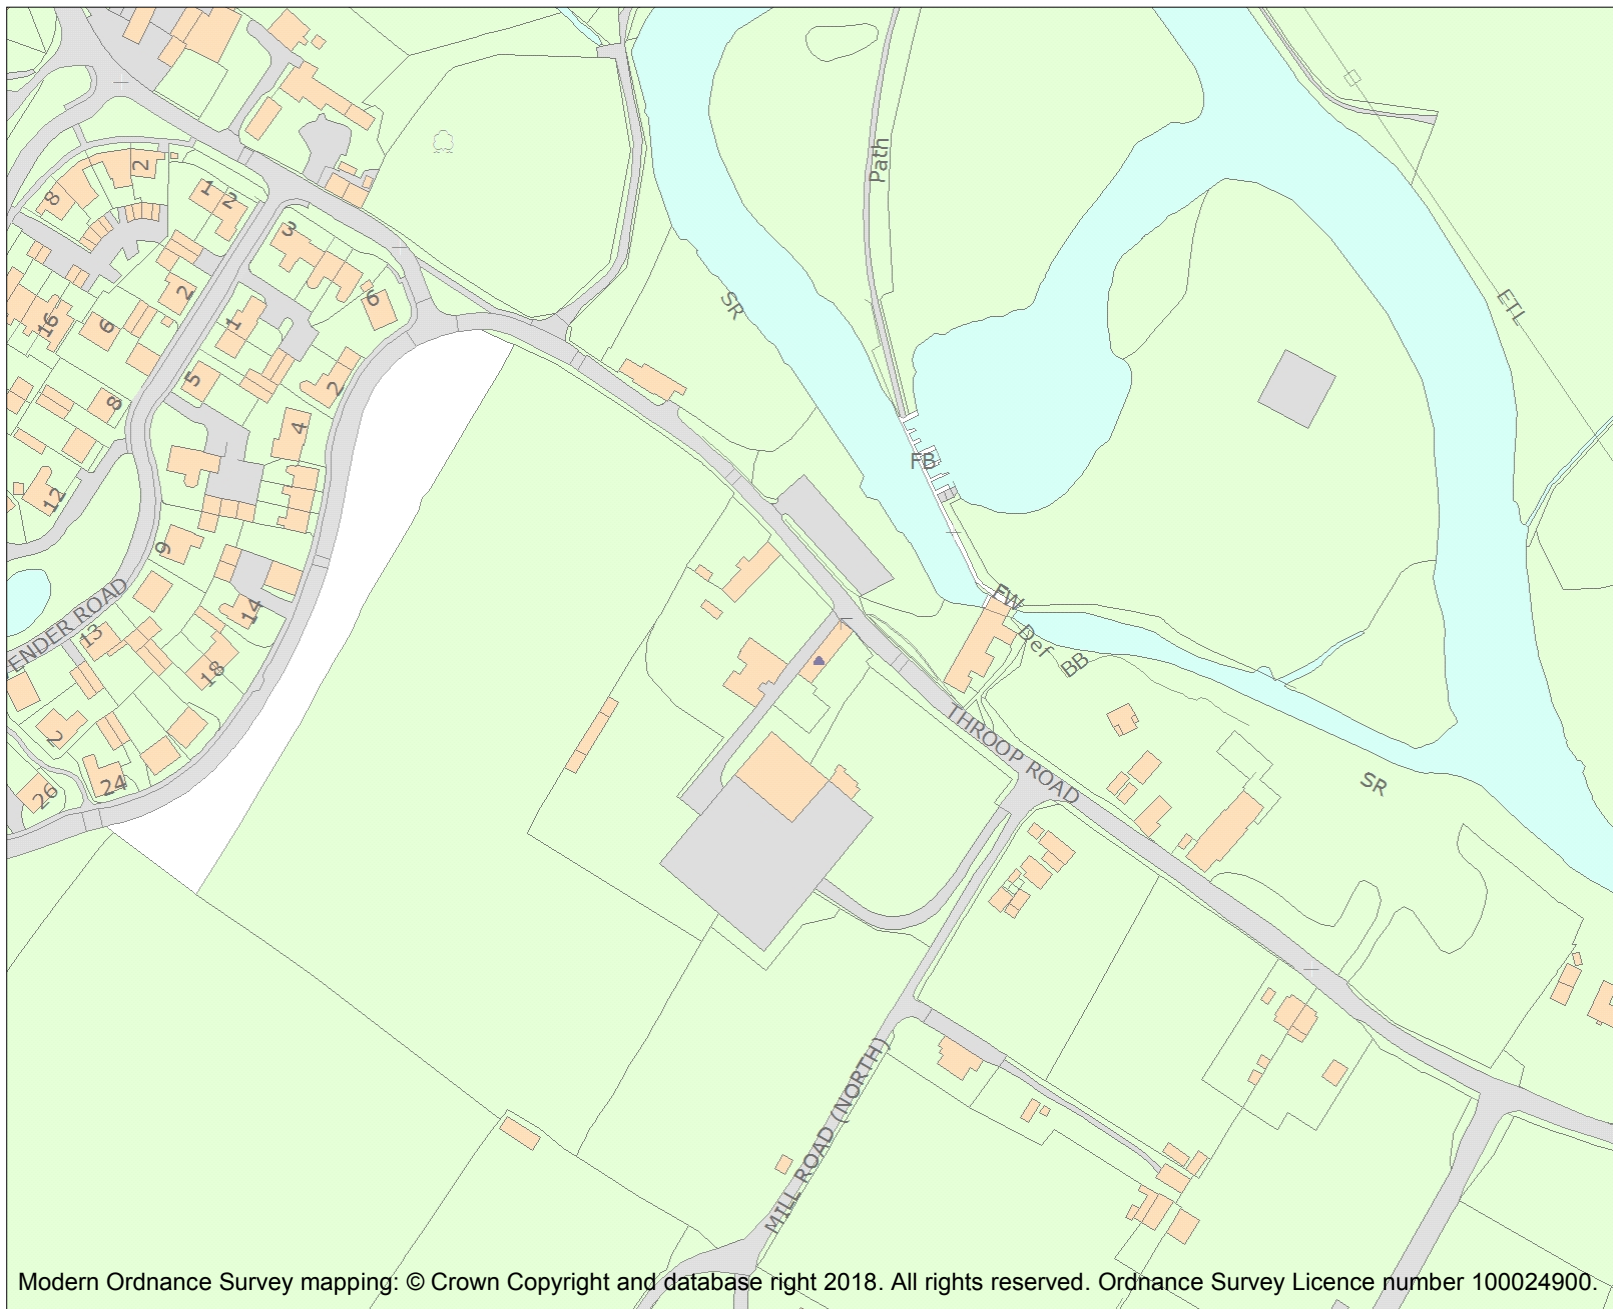 Path
2
8
1
2
3
SR
ETL
2
6
16
6
1
5
2
8
4
FB
12
9
ENDER ROAD
14
FW
13
Def
BB
18
2
THROOP ROAD
24
26
SR
MILL ROAD (NORTH)
Modern Ordnance Survey mapping: © Crown Copyright and database right 2018. All rights reserved. Ordnance Survey Licence number 100024900.